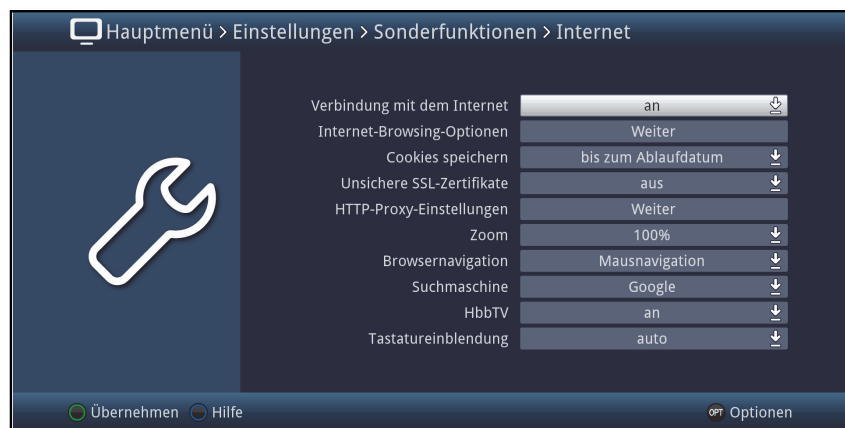 Hauptmenü > Einstellungen > Sonderfunktionen > Internet
Verbindung mit dem Internet an
Internet-Browsing-Optionen Weiter
Cookies speichern bis zum Ablaufdatum
Unsichere SSL-Zertifikate aus
HTTP-Proxy-Einstellungen Weiter
Zoom 100%
Browsernavigation Mausnavigation
Suchmaschine Google
HbbTV an
Tastatureinblendung auto
Übernehmen Hilfe OPT Optionen